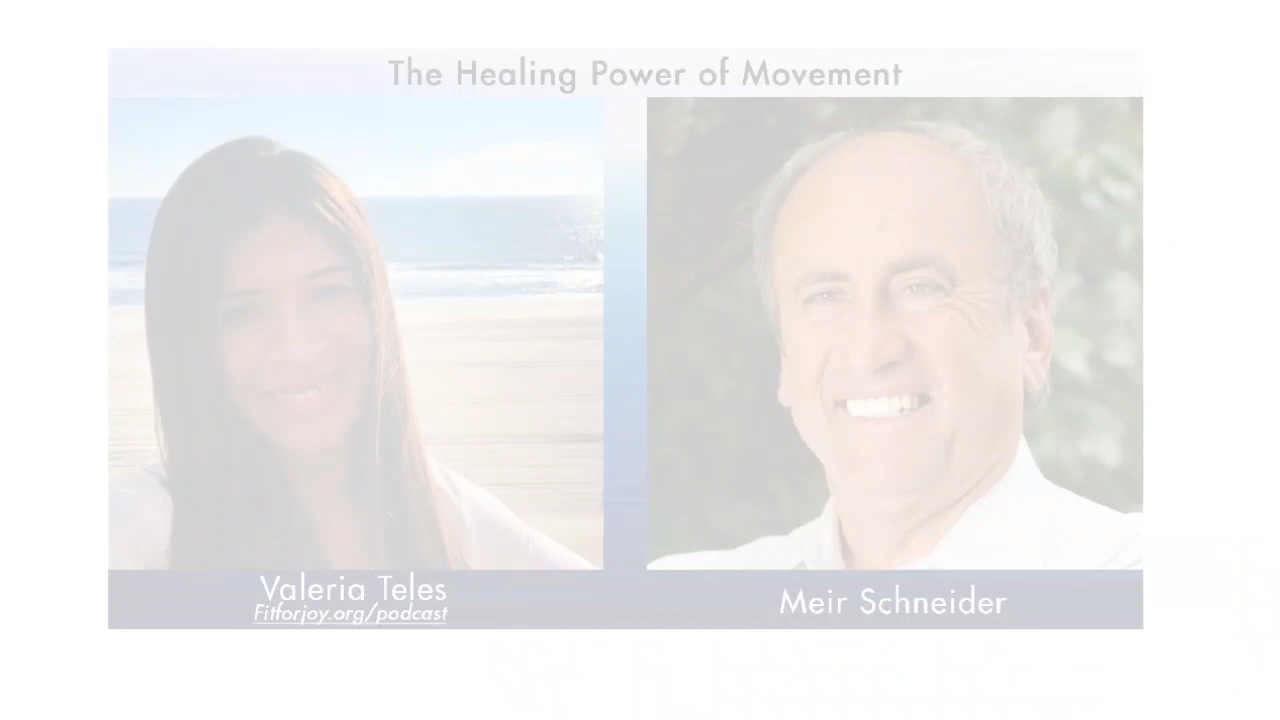 The Healing Power of Movement
Valeria Teles
Fitforjoy.org/podcast
Meir Schneider